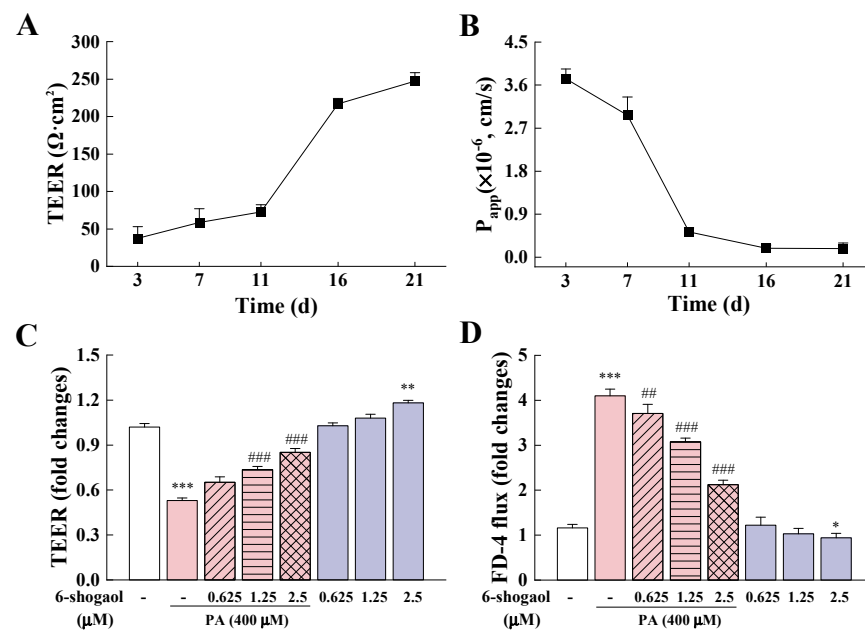 A
TEER (Ω·cm²)
300
250
200
150
100
50
0
3 7 11 16 21
Time (d)
B
P_app(×10⁻⁶, cm/s)
4.5
3.6
2.7
1.8
0.9
0.0
3 7 11 16 21
Time (d)
C
TEER (fold changes)
1.5
1.2
0.9
0.6
0.3
0.0
***
###
###
**
6-shogaol - - 0.625 1.25 2.5 0.625 1.25 2.5
(μM) PA (400 μM)
D
FD-4 flux (fold changes)
5
4
3
2
1
0
***
##
###
###
*
6-shogaol - - 0.625 1.25 2.5 0.625 1.25 2.5
(μM) PA (400 μM)